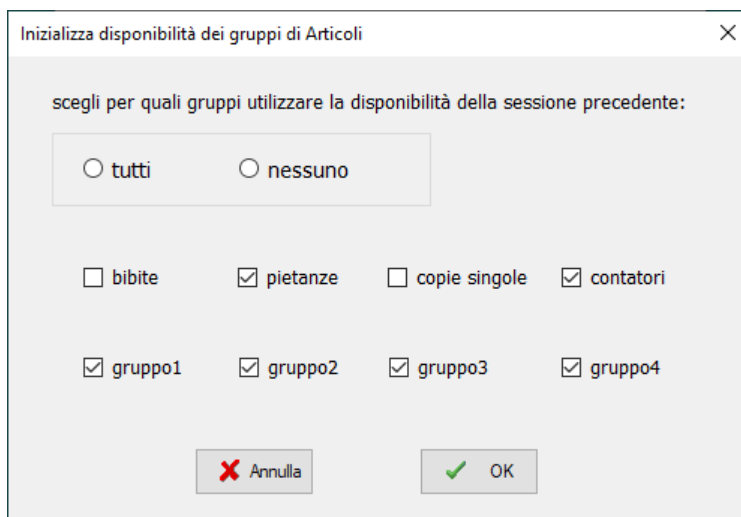 Inizializza disponibilità dei gruppi di Articoli
scegli per quali gruppi utilizzare la disponibilità della sessione precedente:
tutti nessuno
bibite pietanze copie singole contatori
gruppo1 gruppo2 gruppo3 gruppo4
Annulla OK